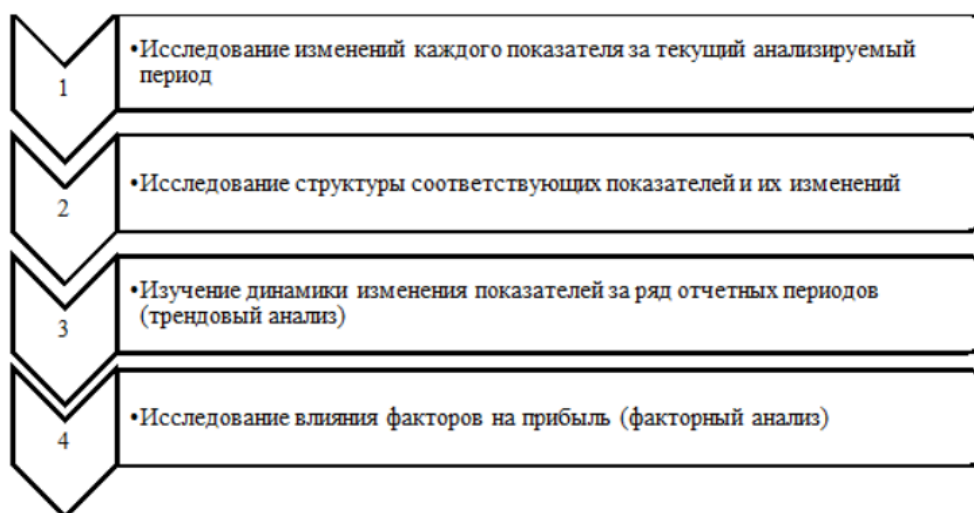 1
•Исследование изменений каждого показателя за текущий анализируемый
период
2
•Исследование структуры соответствующих показателей и их изменений
3
•Изучение динамики изменения показателей за ряд отчетных периодов
(трендовый анализ)
4
•Исследование влияния факторов на прибыль (факторный анализ)